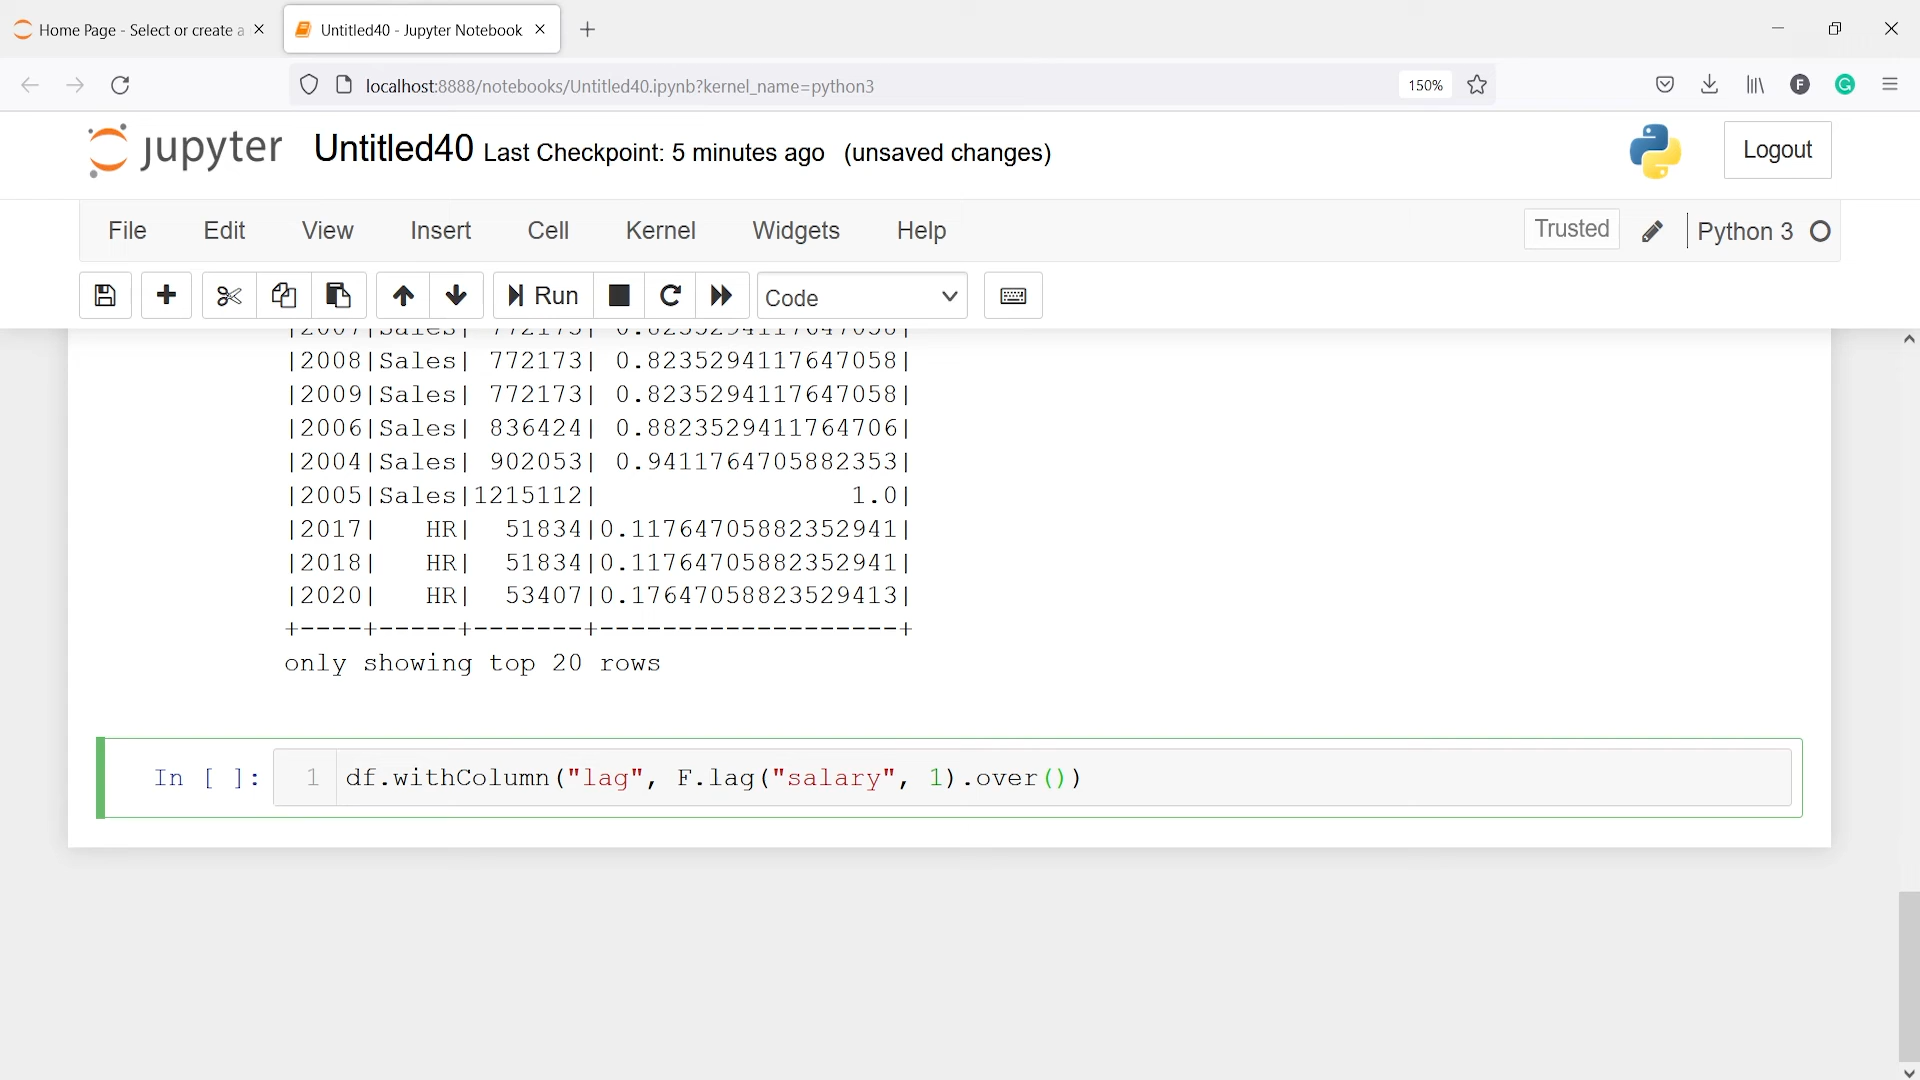 Home Page - Select or create a
Untitled40 - Jupyter Notebook
localhost:8888/notebooks/Untitled40.ipynb?kernel_name=python3
150%
F
G
jupyter
Untitled40 Last Checkpoint: 5 minutes ago (unsaved changes)
Logout
File Edit View Insert Cell Kernel Widgets Help
Trusted
Python 3
Run
Code
|2008|Sales| 772173| 0.8235294117647058|
|2009|Sales| 772173| 0.8235294117647058|
|2006|Sales| 836424| 0.8823529411764706|
|2004|Sales| 902053| 0.9411764705882353|
|2005|Sales|1215112|                1.0|
|2017|   HR|  51834|0.11764705882352941|
|2018|   HR|  51834|0.11764705882352941|
|2020|   HR|  53407|0.17647058823529413|
+----+-----+-------+-------------------+
only showing top 20 rows
In [ ]: 1 df.withColumn("lag", F.lag("salary", 1).over())